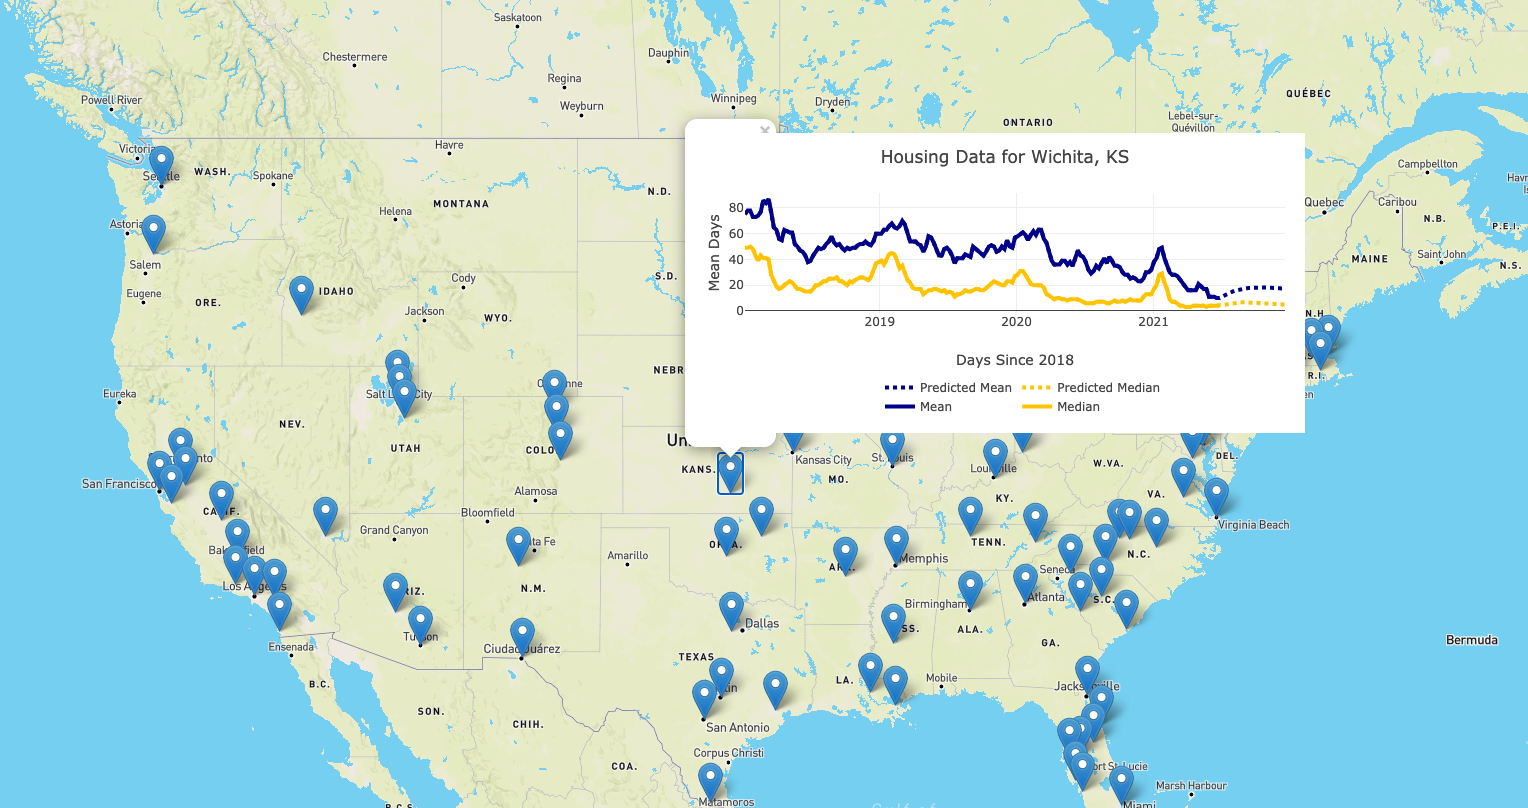 Saskatoon
Chestermere
Dauphin
Regina
Winnipeg
Dryden
Powell River
Weyburn
QUÉBEC
Lebel-sur-
Quévillon
ONTARIO
Victoria
Havre
×
Housing Data for Wichita, KS
Campbellton
Seattle
WASH.
Spokane
MONTANA
N.D.
Quebec
Caribou
Helena
N.B.
Astoria
P.E.I.
MAINE
Saint John
N.S.
Salem
S.D.
Cody
Eugene
ORE.
IDAHO
Jackson
WYO.
Mean Days
80
60
40
20
0
2019
2020
2021
Days Since 2018
Predicted Mean
Predicted Median
Mean
Median
N.H
R.I.
NEBR
Eureka
Salt L City
NEV.
UTAH
COLO
Un
KANS.
Kansas City
MO.
St. Louis
Louisville
W.VA.
DEL.
San Francisco
CALIF.
Alamosa
Bloomfield
Grand Canyon
KY.
VA.
Virginia Beach
Bakersfield
Santa Fe
Amarillo
OKLA.
ARK.
Memphis
TENN.
N.C.
Los Angeles
ARIZ.
N.M.
Seneca
S.C.
Birmingham
Atlanta
Tucson
Ensenada
Ciudad Juárez
Dallas
MISS.
ALA.
GA.
Bermuda
TEXAS
LA.
Mobile
Jacksonville
B.C.
SON.
CHIH.
San Antonio
COA.
Corpus Christi
Port St. Lucie
Marsh Harbour
Matamoros
Miami
B.C.S.
Gulf of